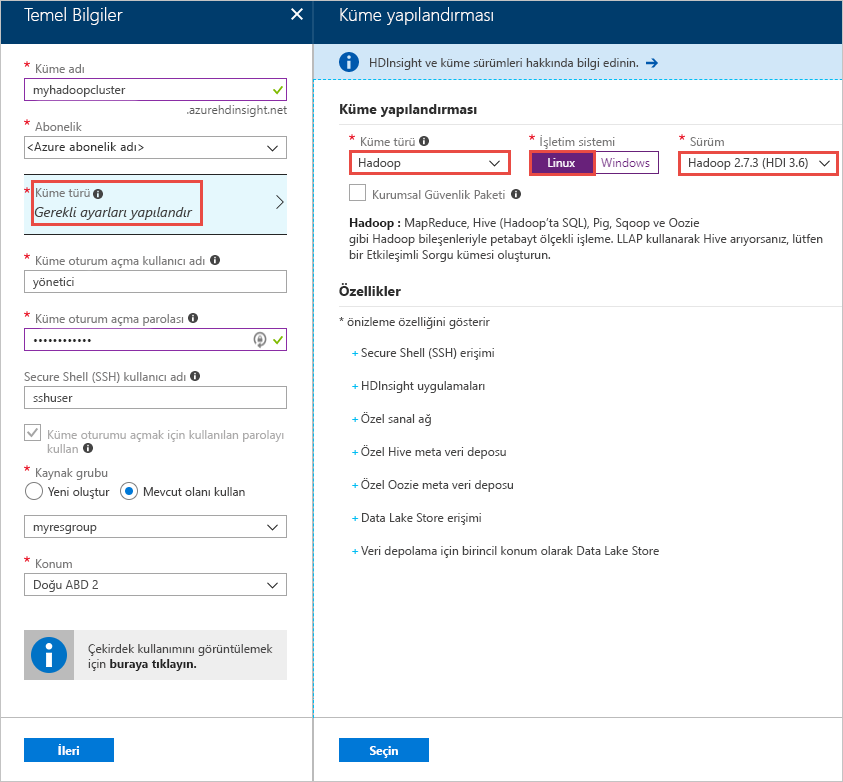 Temel Bilgiler
* Küme adı
myhadoopcluster
.azurehdinsight.net
* Abonelik
<Azure abonelik adı>
* Küme türü
Gerekli ayarları yapılandır
* Küme oturum açma kullanıcı adı
yönetici
* Küme oturum açma parolası
••••••••••••
Secure Shell (SSH) kullanıcı adı
sshuser
Küme oturumu açmak için kullanılan parolayı
kullan
* Kaynak grubu
Yeni oluştur Mevcut olanı kullan
myresgroup
* Konum
Doğu ABD 2
Çekirdek kullanımını görüntülemek
için buraya tıklayın.
İleri
Küme yapılandırması
HDInsight ve küme sürümleri hakkında bilgi edinin. →
Küme yapılandırması
* Küme türü * İşletim sistemi * Sürüm
Hadoop Linux Windows Hadoop 2.7.3 (HDI 3.6)
Kurumsal Güvenlik Paketi
Hadoop : MapReduce, Hive (Hadoop’ta SQL), Pig, Sqoop ve Oozie
gibi Hadoop bileşenleriyle petabayt ölçekli işleme. LLAP kullanarak Hive arıyorsanız, lütfen
bir Etkileşimli Sorgu kümesi oluşturun.
Özellikler
* önizleme özelliğini gösterir
+ Secure Shell (SSH) erişimi
+ HDInsight uygulamaları
+ Özel sanal ağ
+ Özel Hive meta veri deposu
+ Özel Oozie meta veri deposu
+ Data Lake Store erişimi
+ Veri depolama için birincil konum olarak Data Lake Store
Seçin